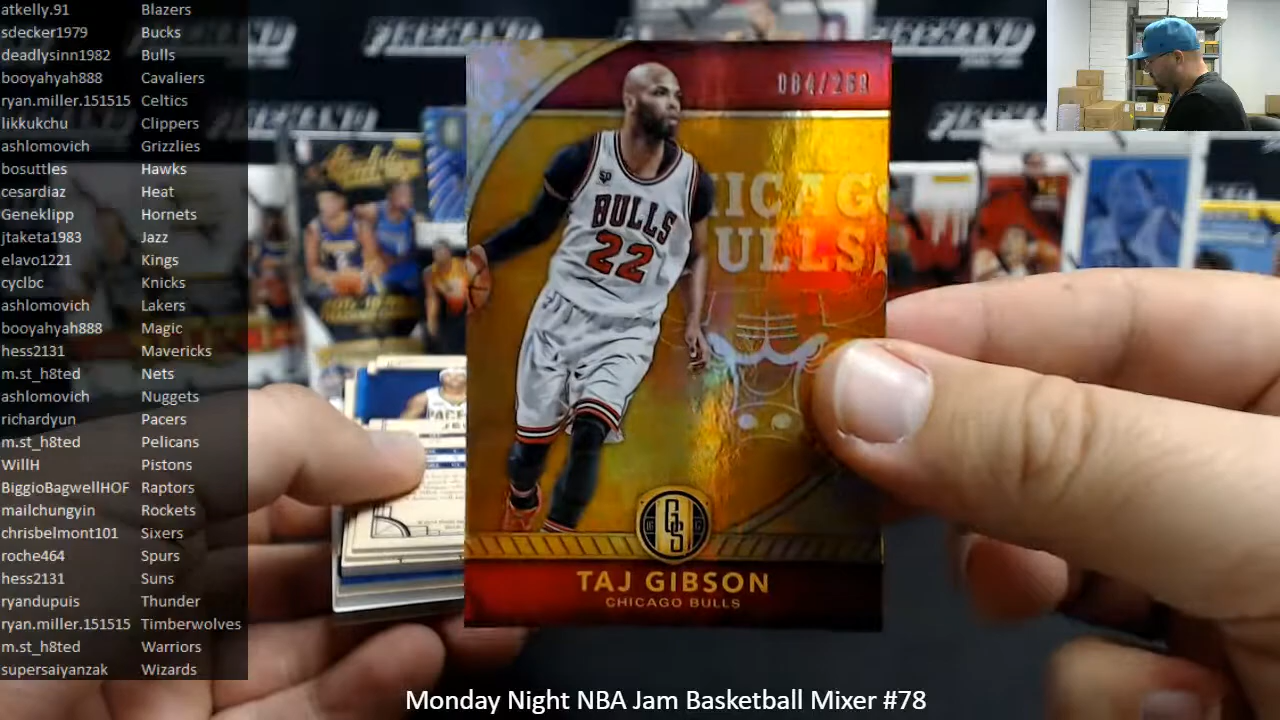 atkelly.91 Blazers
sdecker1979 Bucks
deadlysinn1982 Bulls
booyahyah888 Cavaliers
ryan.miller.151515 Celtics
likkukchu Clippers
ashlomovich Grizzlies
bosuttles Hawks
cesardiaz Heat
Geneklipp Hornets
jtaketa1983 Jazz
elavo1221 Kings
cyclbc Knicks
ashlomovich Lakers
booyahyah888 Magic
hess2131 Mavericks
m.st_h8ted Nets
ashlomovich Nuggets
richardyun Pacers
m.st_h8ted Pelicans
WillH Pistons
BiggioBagwellHOF Raptors
mailchungyin Rockets
chrisbelmont101 Sixers
roche464 Spurs
hess2131 Suns
ryandupuis Thunder
ryan.miller.151515 Timberwolves
m.st_h8ted Warriors
supersaiyanzak Wizards
084/269
HICAGO
ULLS
BULLS
22
GS
TAJ GIBSON
CHICAGO BULLS
Monday Night NBA Jam Basketball Mixer #78